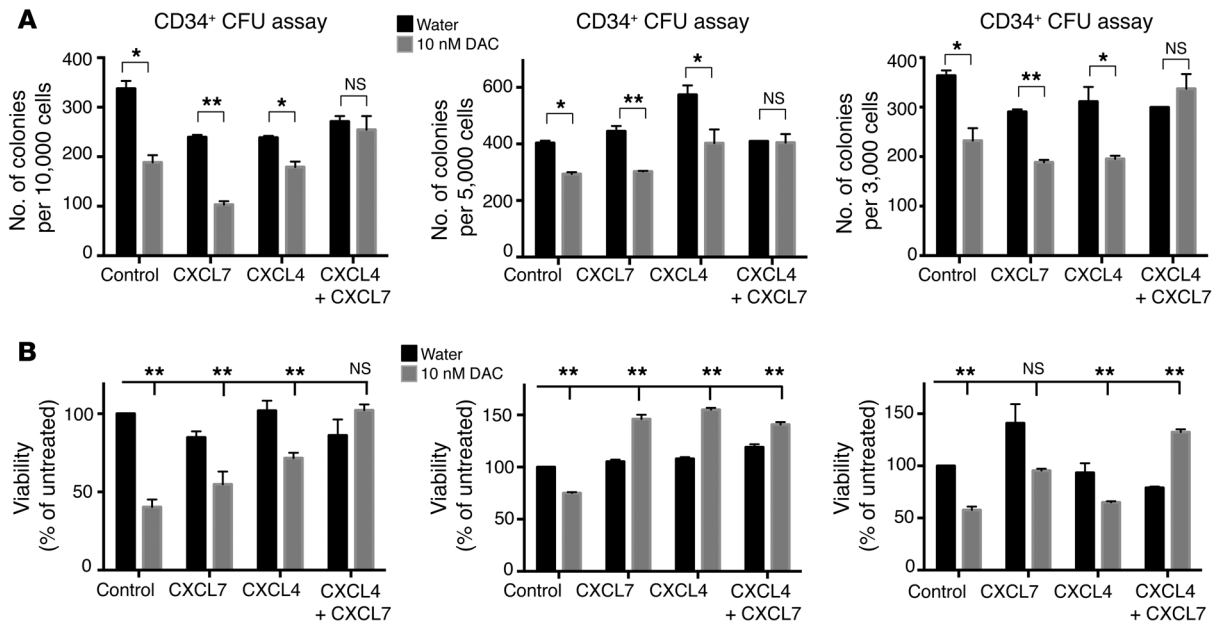 A
CD34+ CFU assay
No. of colonies
per 10,000 cells
400
300
200
100
0
*
**
*
NS
Control
CXCL7
CXCL4
CXCL4
+ CXCL7
Water
10 nM DAC
CD34+ CFU assay
No. of colonies
per 5,000 cells
600
400
200
0
*
**
*
NS
Control
CXCL7
CXCL4
CXCL4
+ CXCL7
CD34+ CFU assay
No. of colonies
per 3,000 cells
400
300
200
100
0
*
**
*
NS
Control
CXCL7
CXCL4
CXCL4
+ CXCL7
B
Viability
(% of untreated)
100
50
0
**
**
**
NS
Control
CXCL7
CXCL4
CXCL4
+ CXCL7
Water
10 nM DAC
Viability
(% of untreated)
150
100
50
0
**
**
**
**
Control
CXCL7
CXCL4
CXCL4
+ CXCL7
Viability
(% of untreated)
150
100
50
0
**
NS
**
**
Control
CXCL7
CXCL4
CXCL4
+ CXCL7